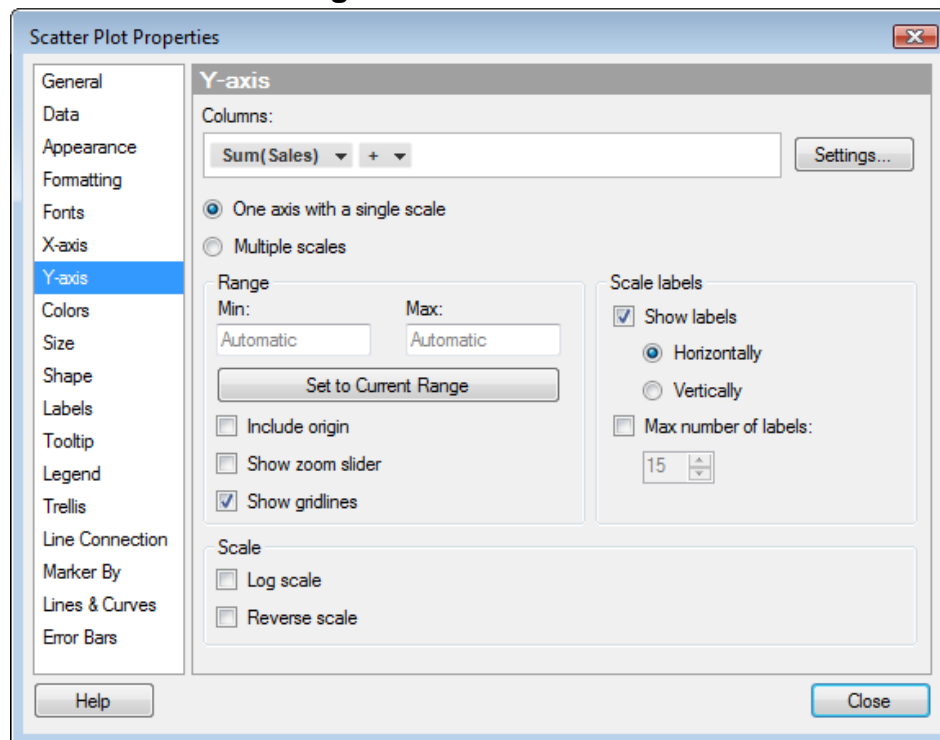 Scatter Plot Properties
General
Data
Appearance
Formatting
Fonts
X-axis
Y-axis
Colors
Size
Shape
Labels
Tooltip
Legend
Trellis
Line Connection
Marker By
Lines & Curves
Error Bars
Y-axis
Columns:
Sum(Sales) +
Settings...
One axis with a single scale
Multiple scales
Range
Min: Max:
Automatic Automatic
Set to Current Range
Include origin
Show zoom slider
Show gridlines
Scale labels
Show labels
Horizontally
Vertically
Max number of labels:
15
Scale
Log scale
Reverse scale
Help Close